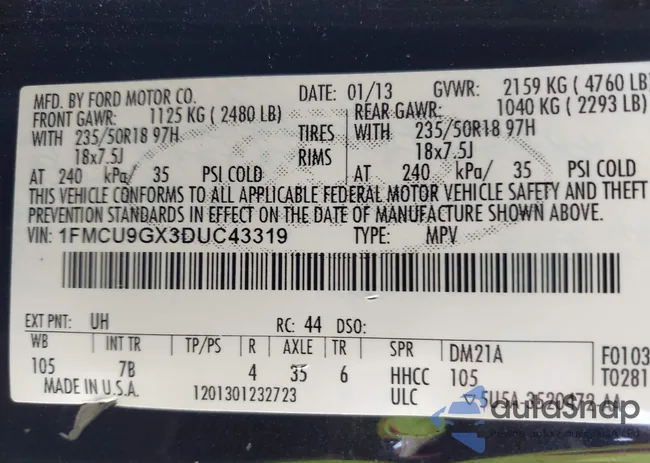 MFD. BY FORD MOTOR CO. DATE: 01/13 GVWR: 2159 KG (4760 LB
FRONT GAWR: 1125 KG (2480 LB) REAR GAWR: 1040 KG (2293 LB)
WITH 235/50R18 97H TIRES WITH 235/50R18 97H
18x7.5J RIMS 18x7.5J
AT 240 kPa/ 35 PSI COLD AT 240 kPa/ 35 PSI COLD
THIS VEHICLE CONFORMS TO ALL APPLICABLE FEDERAL MOTOR VEHICLE SAFETY AND THEFT
PREVENTION STANDARDS IN EFFECT ON THE DATE OF MANUFACTURE SHOWN ABOVE.
VIN: 1FMCU9GX3DUC43319 TYPE: MPV
EXT PNT: UH RC: 44 DSO:
WB INT TR TP/PS R AXLE TR SPR DM21A F0103
105 7B 4 35 6 HHCC 105 T0281
MADE IN U.S.A. 1201301232723 ULC 5U5A-3520472-AA
autoSnap